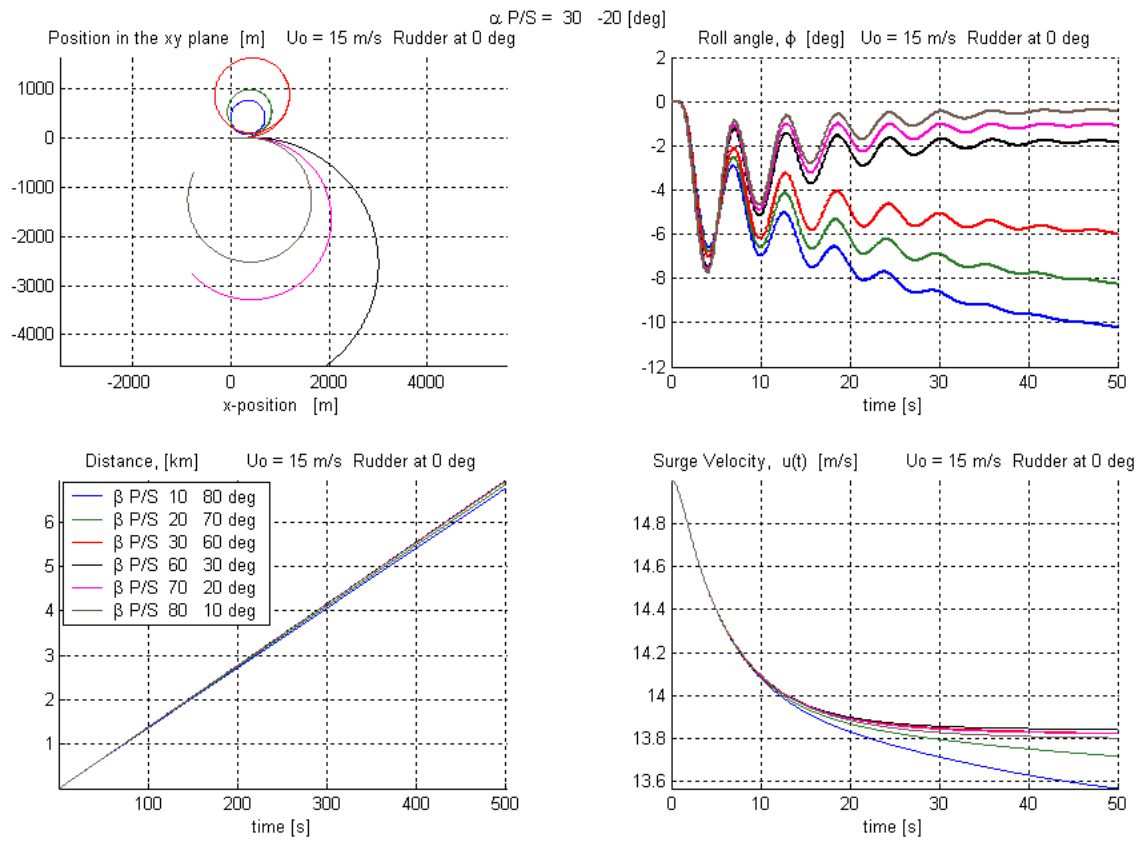 α P/S = 30 -20 [deg]
Position in the xy plane [m] Uo = 15 m/s Rudder at 0 deg
1000
0
-1000
-2000
-3000
-4000
-2000 0 2000 4000
x-position [m]
Roll angle, ϕ [deg] Uo = 15 m/s Rudder at 0 deg
2
0
-2
-4
-6
-8
-10
-12
0 10 20 30 40 50
time [s]
Distance, [km] Uo = 15 m/s Rudder at 0 deg
β P/S 10 80 deg
β P/S 20 70 deg
β P/S 30 60 deg
β P/S 60 30 deg
β P/S 70 20 deg
β P/S 80 10 deg
6
5
4
3
2
1
100 200 300 400 500
time [s]
Surge Velocity, u(t) [m/s] Uo = 15 m/s Rudder at 0 deg
14.8
14.6
14.4
14.2
14
13.8
13.6
0 10 20 30 40 50
time [s]